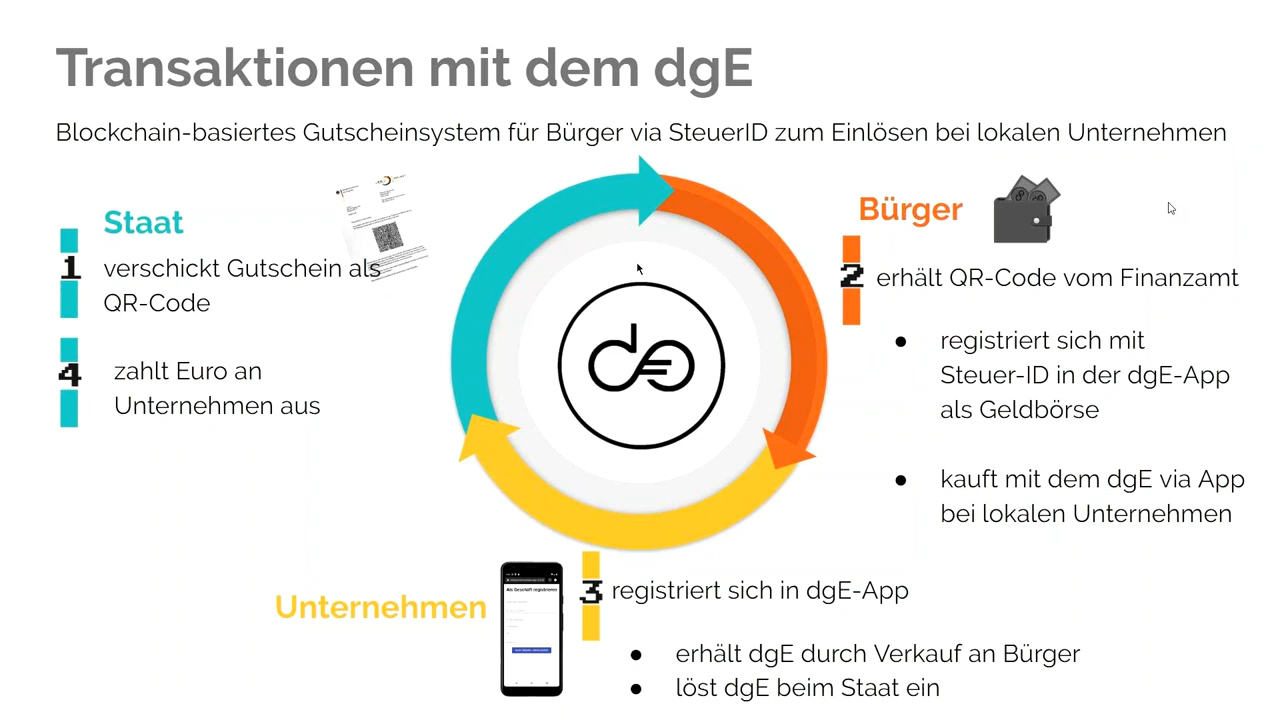 Transaktionen mit dem dgE
Blockchain-basiertes Gutscheinsystem für Bürger via SteuerID zum Einlösen bei lokalen Unternehmen
Staat
1 verschickt Gutschein als
QR-Code
4 zahlt Euro an
Unternehmen aus
Bürger
2 erhält QR-Code vom Finanzamt
● registriert sich mit
Steuer-ID in der dgE-App
als Geldbörse
● kauft mit dem dgE via App
bei lokalen Unternehmen
Unternehmen
Als Geschäft registrieren
3 registriert sich in dgE-App
● erhält dgE durch Verkauf an Bürger
● löst dgE beim Staat ein